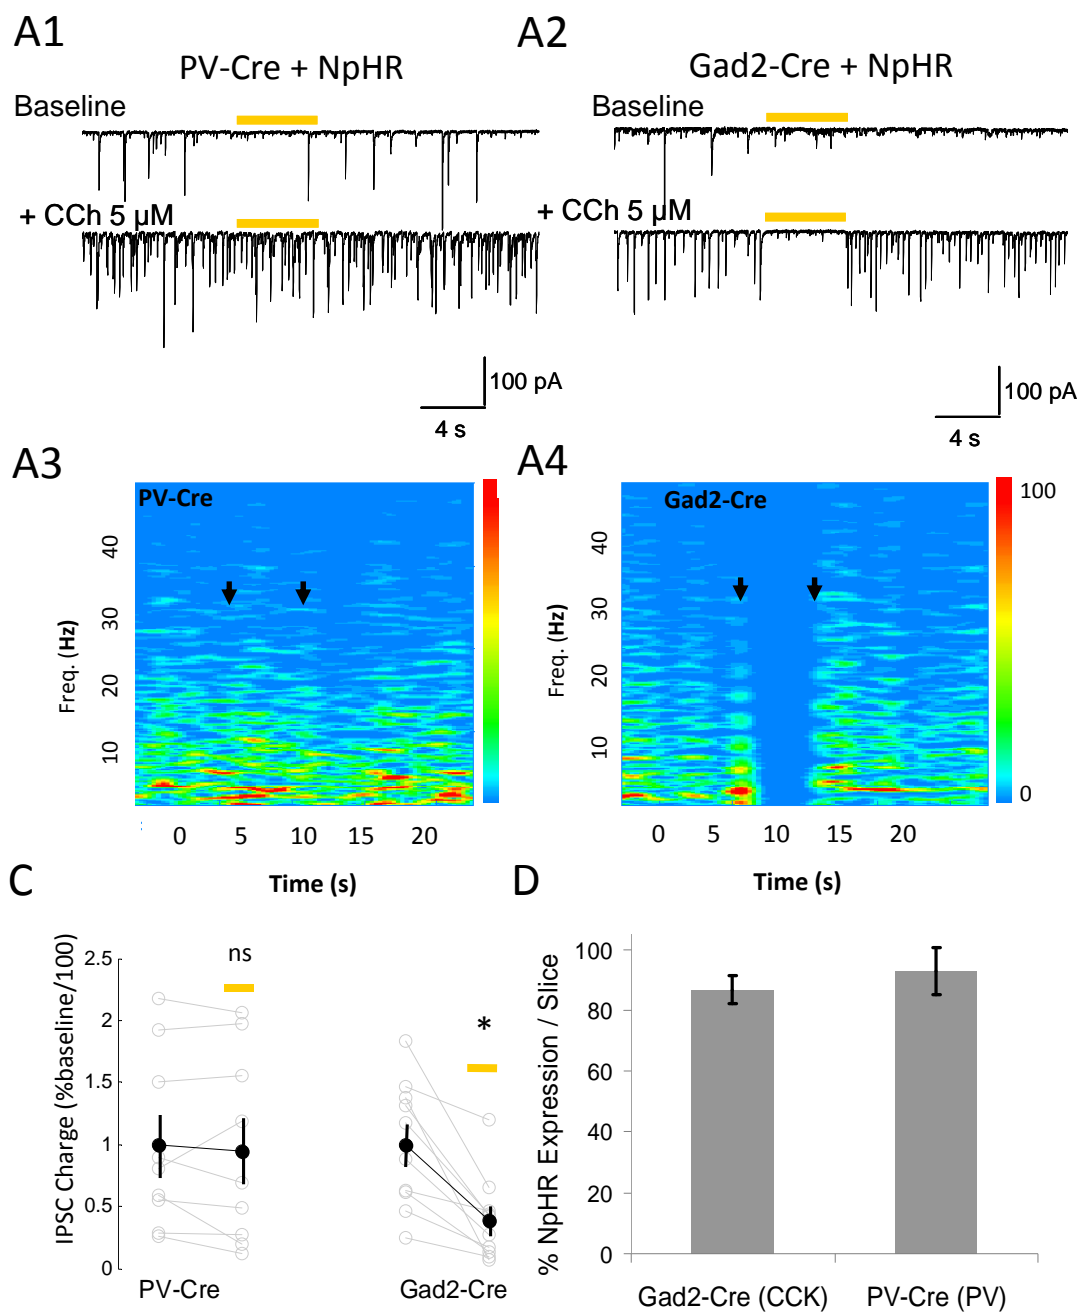 A1
PV-Cre + NpHR
Baseline
+ CCh 5 µM
100 pA
4 s
A2
Gad2-Cre + NpHR
Baseline
+ CCh 5 µM
100 pA
4 s
A3
PV-Cre
Freq. (Hz)
40
30
20
10
0 5 10 15 20
Time (s)
A4
Gad2-Cre
Freq. (Hz)
40
30
20
10
0 5 10 15 20
Time (s)
100
0
C
IPSC Charge (%baseline/100)
2.5
2
1.5
1
0.5
0
ns
*
PV-Cre
Gad2-Cre
D
% NpHR Expression / Slice
100
80
60
40
20
0
Gad2-Cre (CCK)
PV-Cre (PV)